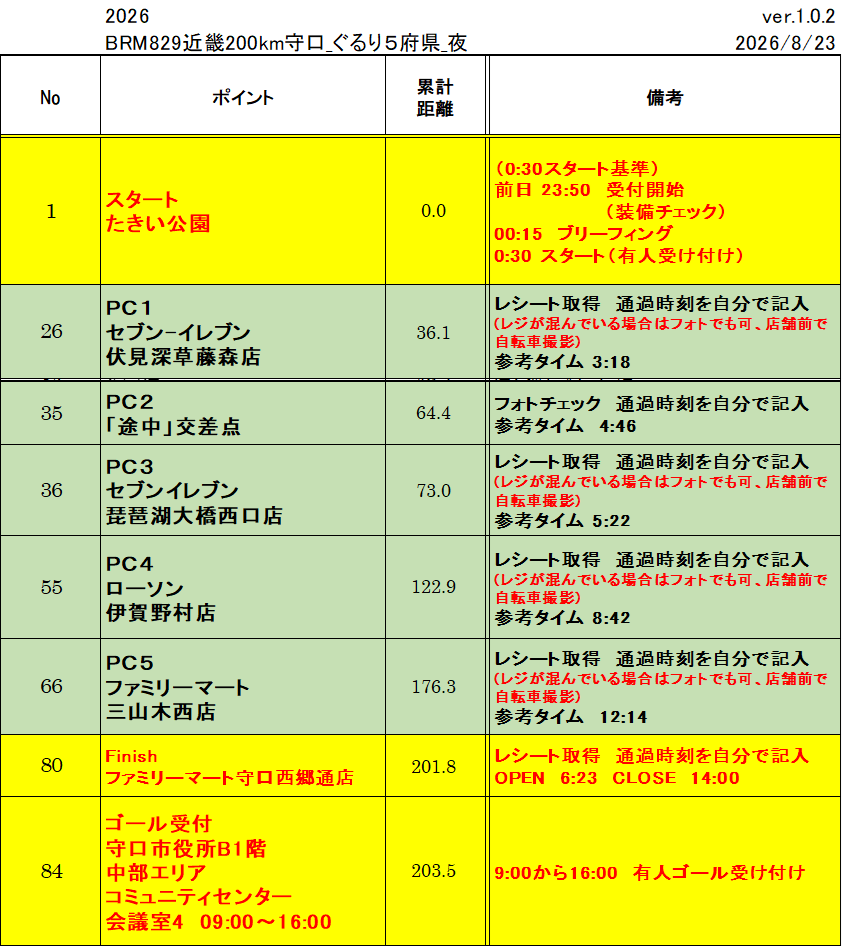 2026
ver.1.0.2
BRM829近畿200km守口_ぐるり5府県_夜
2026/8/23
No
ポイント
累計
距離
備考
1
スタート
たきい公園
0.0
（0:30スタート基準）
前日 23:50 受付開始
（装備チェック）
00:15 ブリーフィング
0:30 スタート（有人受け付け）
26
PC1
セブン-イレブン
伏見深草藤森店
36.1
レシート取得 通過時刻を自分で記入
（レジが混んでいる場合はフォトでも可、店舗前で
自転車撮影）
参考タイム 3:18
35
PC2
「途中」交差点
64.4
フォトチェック 通過時刻を自分で記入
参考タイム 4:46
36
PC3
セブンイレブン
琵琶湖大橋西口店
73.0
レシート取得 通過時刻を自分で記入
（レジが混んでいる場合はフォトでも可、店舗前で
自転車撮影）
参考タイム 5:22
55
PC4
ローソン
伊賀野村店
122.9
レシート取得 通過時刻を自分で記入
（レジが混んでいる場合はフォトでも可、店舗前で
自転車撮影）
参考タイム 8:42
66
PC5
ファミリーマート
三山木西店
176.3
レシート取得 通過時刻を自分で記入
（レジが混んでいる場合はフォトでも可、店舗前で
自転車撮影）
参考タイム 12:14
80
Finish
ファミリーマート守口西郷通店
201.8
レシート取得 通過時刻を自分で記入
OPEN 6:23 CLOSE 14:00
84
ゴール受付
守口市役所B1階
中部エリア
コミュニティセンター
会議室4 09:00～16:00
203.5
9:00から16:00 有人ゴール受け付け